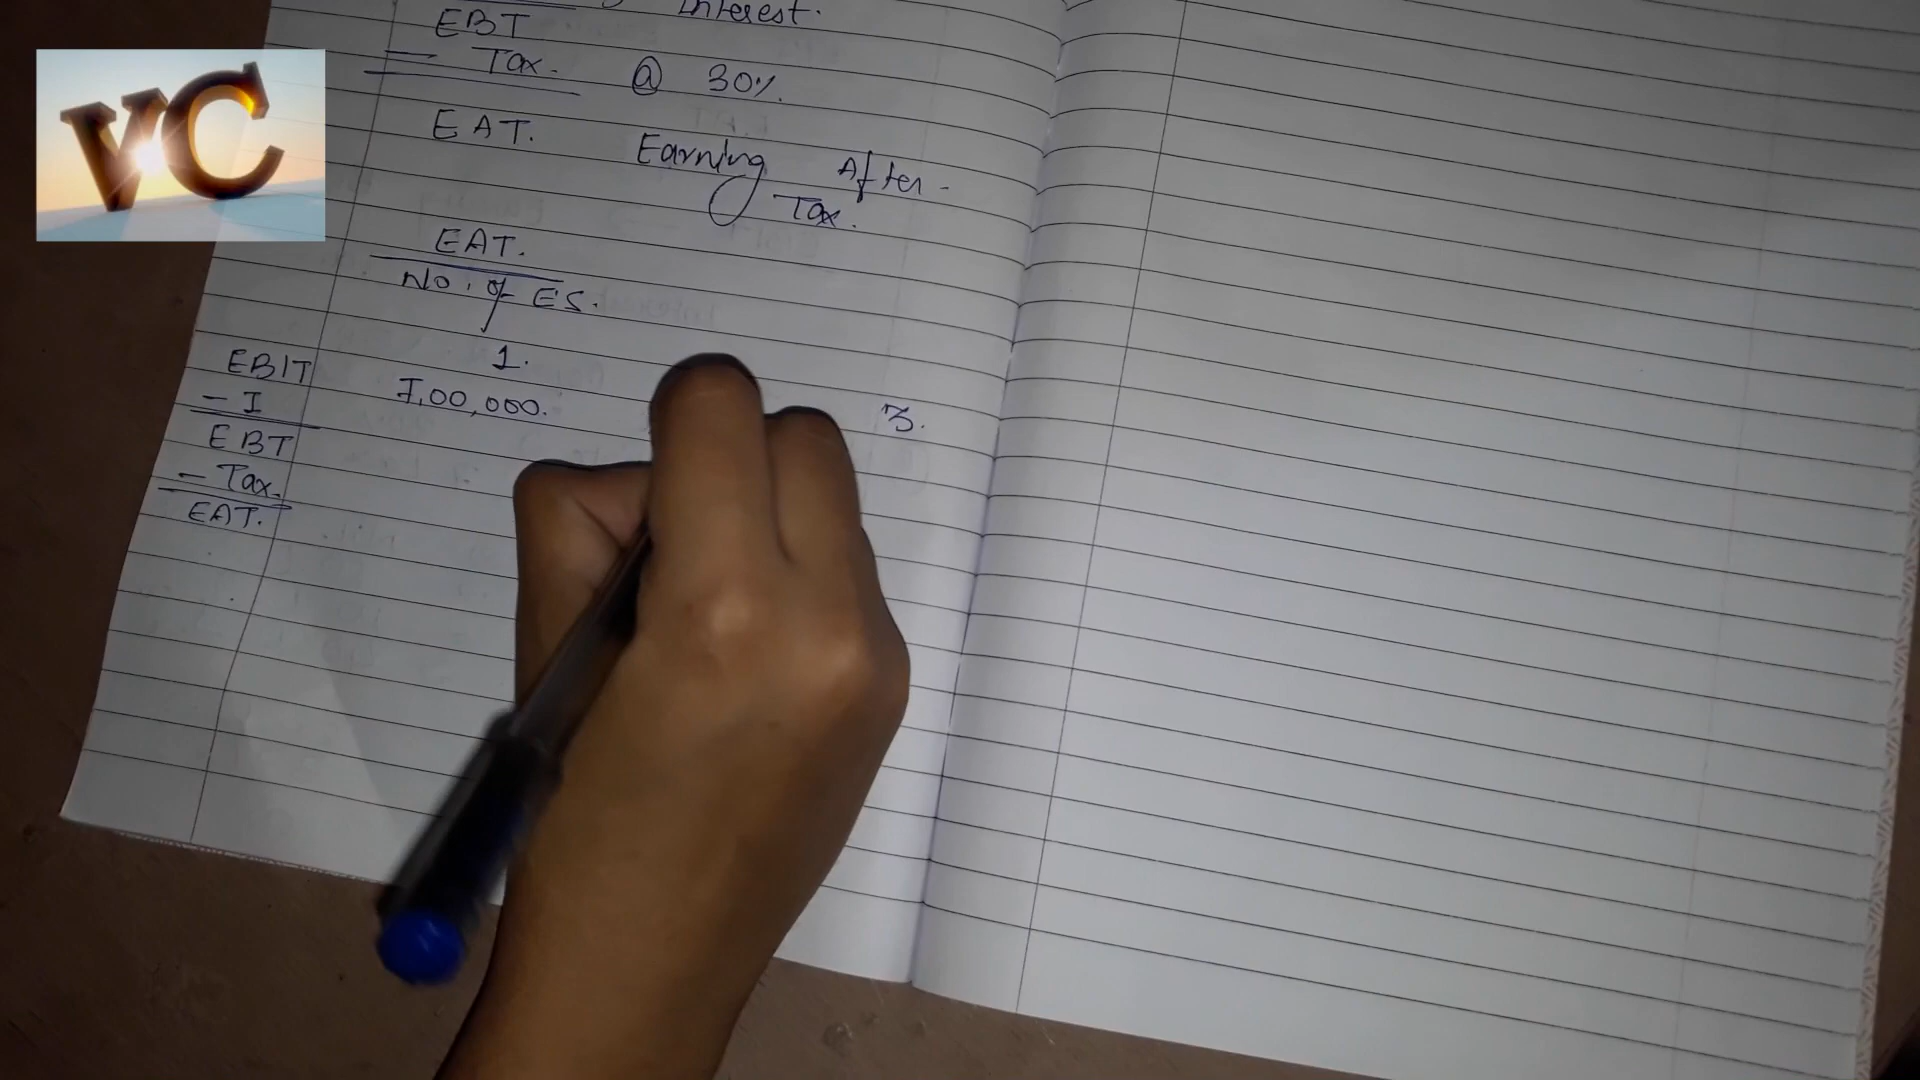 VC
Interest.
EBT
- Tax. @ 30%.
EAT. Earning After-
Tax.
EAT.
No. of ES.
1. 3.
EBIT 7,00,000.
- I
EBT
- Tax.
EAT.